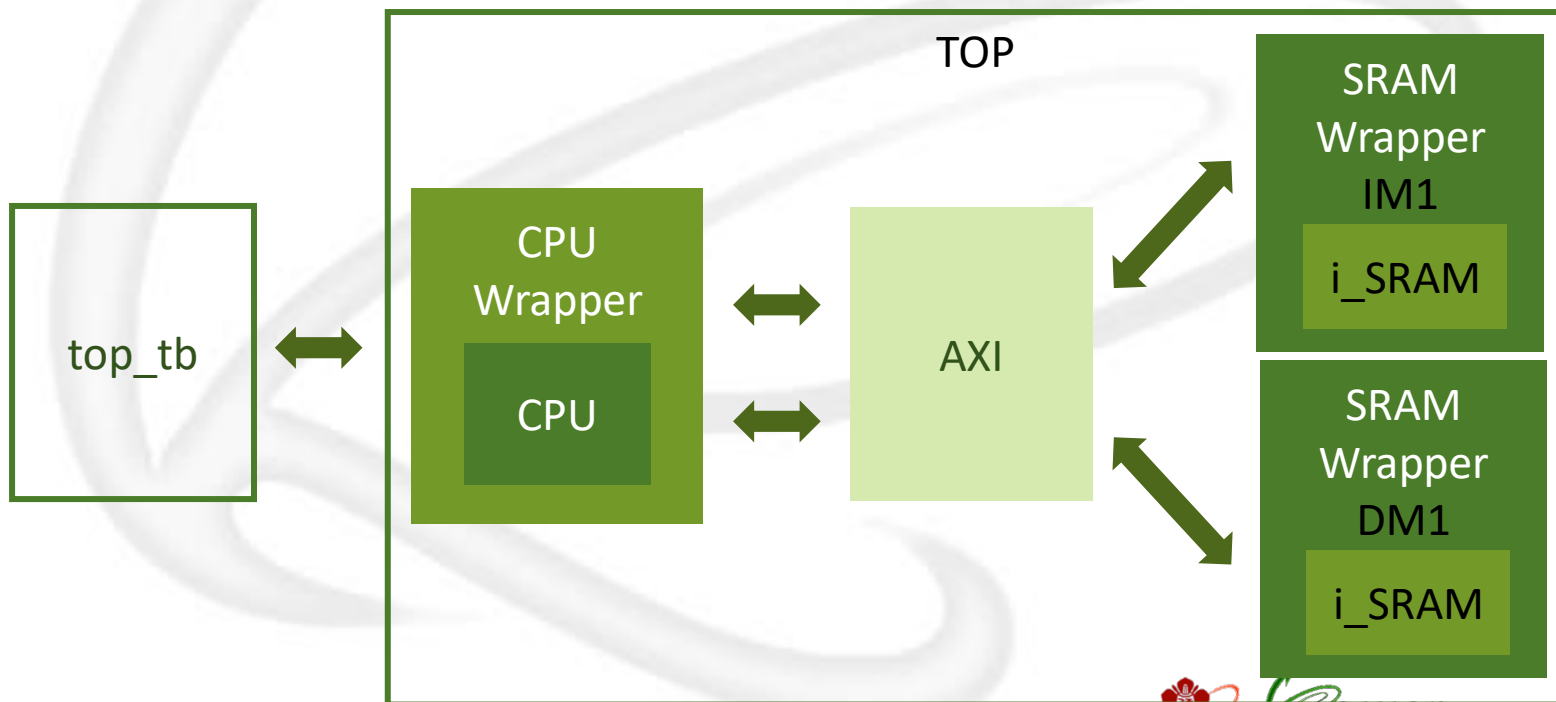 TOP
top_tb
CPU
Wrapper
CPU
AXI
SRAM
Wrapper
IM1
i_SRAM
SRAM
Wrapper
DM1
i_SRAM